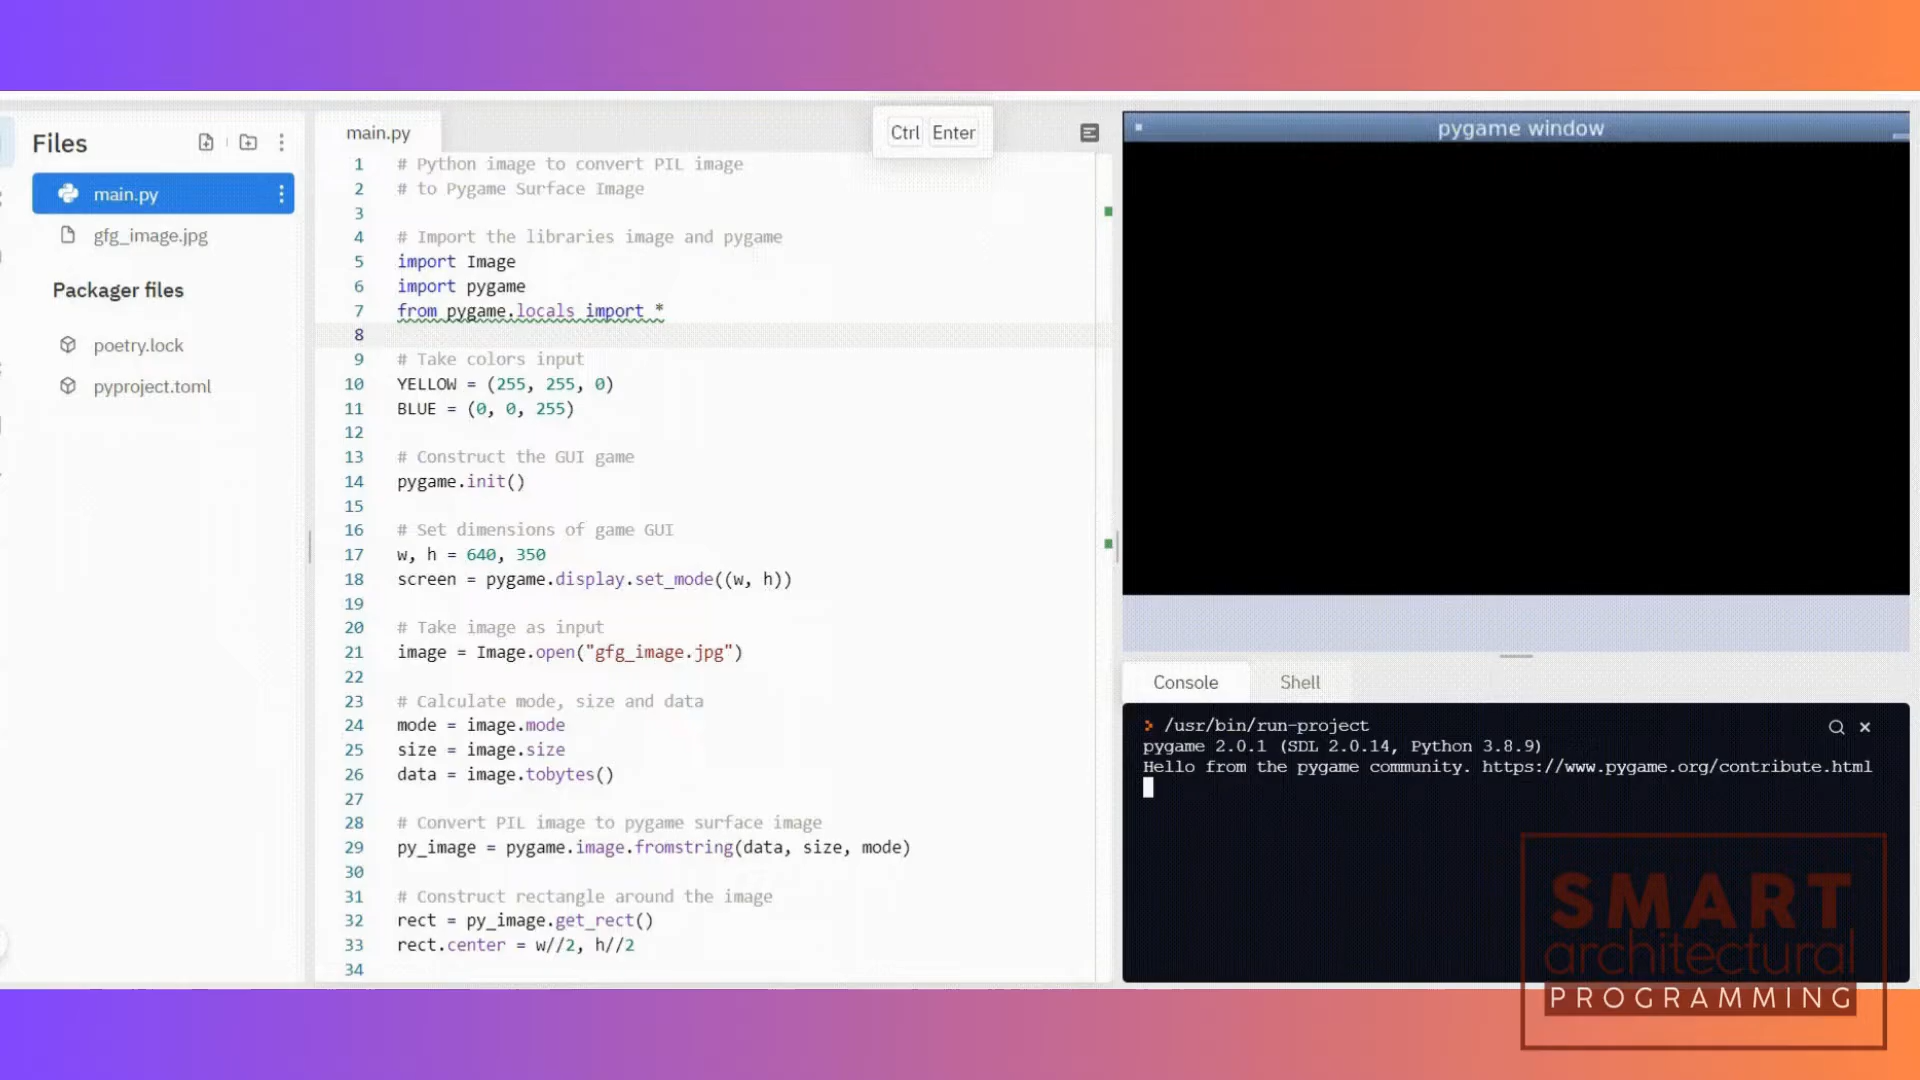 Files
main.py
gfg_image.jpg
Packager files
poetry.lock
pyproject.toml
main.py
Ctrl Enter
1 # Python image to convert PIL image
2 # to Pygame Surface Image
3
4 # Import the libraries image and pygame
5 import Image
6 import pygame
7 from pygame.locals import *
8
9 # Take colors input
10 YELLOW = (255, 255, 0)
11 BLUE = (0, 0, 255)
12
13 # Construct the GUI game
14 pygame.init()
15
16 # Set dimensions of game GUI
17 w, h = 640, 350
18 screen = pygame.display.set_mode((w, h))
19
20 # Take image as input
21 image = Image.open("gfg_image.jpg")
22
23 # Calculate mode, size and data
24 mode = image.mode
25 size = image.size
26 data = image.tobytes()
27
28 # Convert PIL image to pygame surface image
29 py_image = pygame.image.fromstring(data, size, mode)
30
31 # Construct rectangle around the image
32 rect = py_image.get_rect()
33 rect.center = w//2, h//2
34
pygame window
Console Shell
> /usr/bin/run-project
pygame 2.0.1 (SDL 2.0.14, Python 3.8.9)
Hello from the pygame community. https://www.pygame.org/contribute.html
SMART
architectural
PROGRAMMING